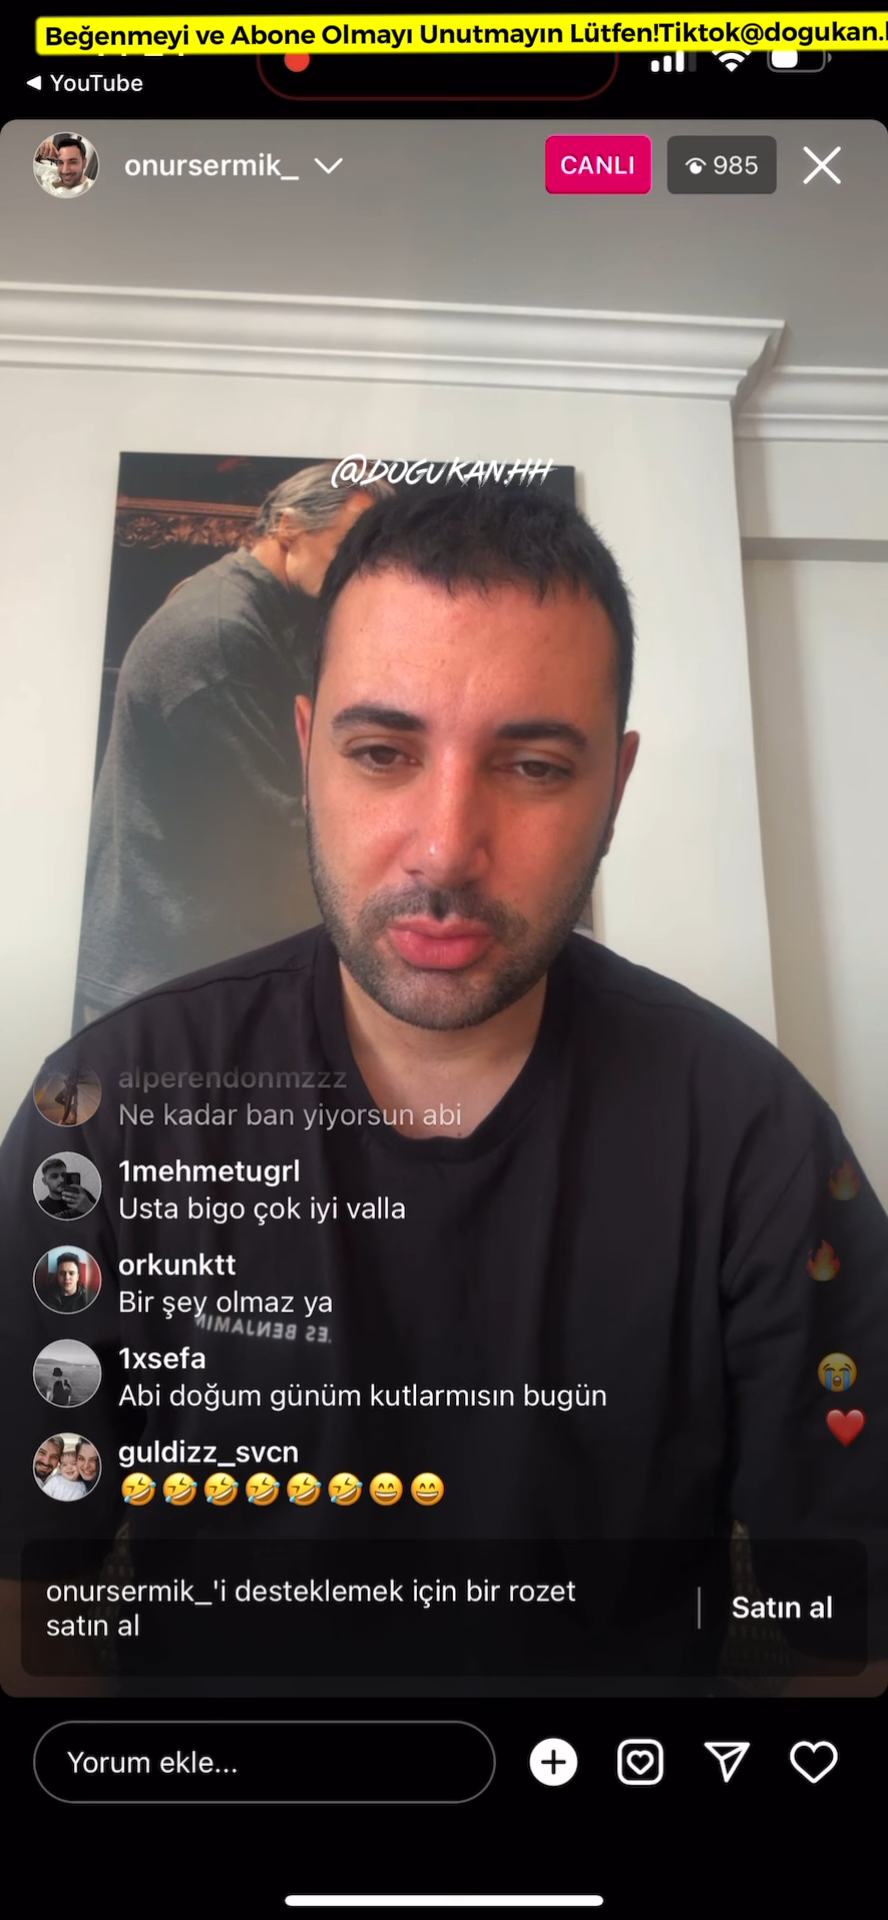 Beğenmeyi ve Abone Olmayı Unutmayın Lütfen!Tiktok@dogukan.
YouTube
onursermik_
CANLI
985
@DOGUKAN.HH
alperendonmzzz
Ne kadar ban yiyorsun abi
1mehmetugrl
Usta bigo çok iyi valla
orkunktt
Bir şey olmaz ya
.ES BENJAMIN
1xsefa
Abi doğum günüm kutlarmısın bugün
guldizz_svcn
🤣🤣🤣🤣🤣🤣😄😄
onursermik_'i desteklemek için bir rozet
satın al
Satın al
Yorum ekle...